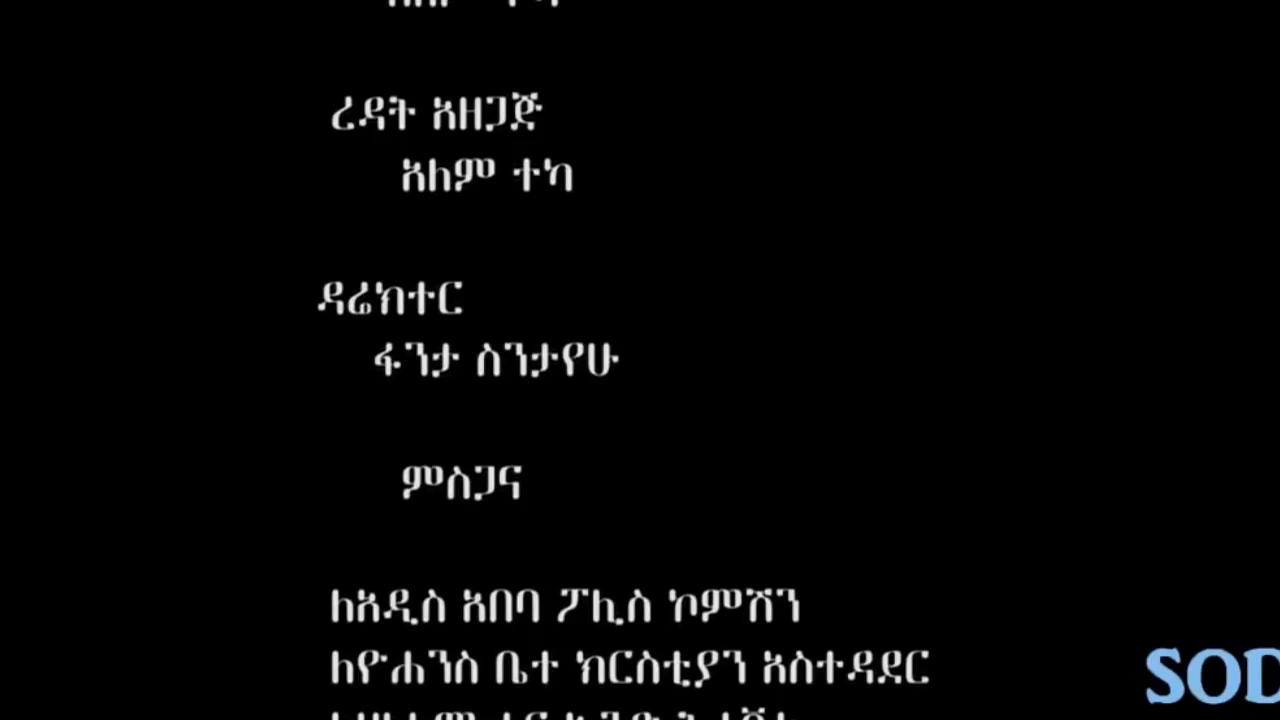 ረዳት አዘጋጅ
አለም ተካ
ዳሬክተር
ፋንታ ስንታየሁ
ምስጋና
ለአዲስ አበባ ፖሊስ ኮምሽን
ለዮሐንስ ቤተ ክርስቲያን አስተዳደር
SOD